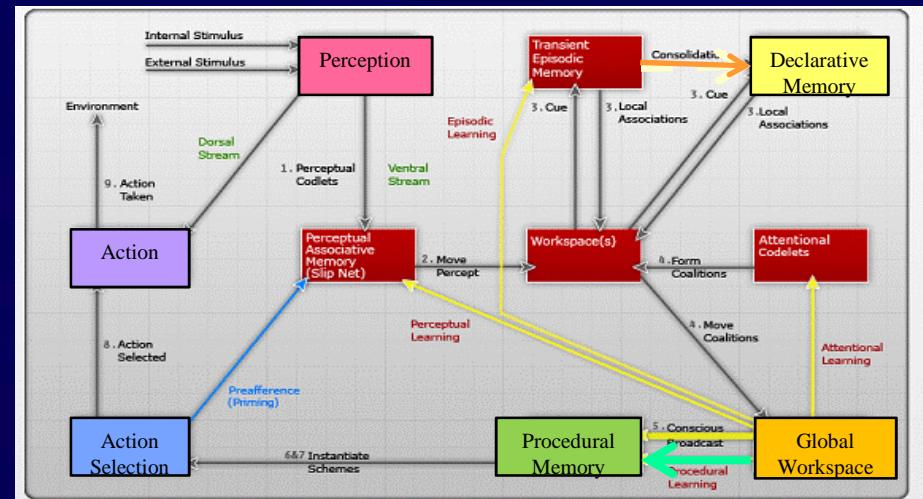 Internal Stimulus
External Stimulus
Perception
Transient
Episodic
Memory
Declarative
Memory
Environment
3. Cue
3. Local
Associations
3. Cue
3. Local
Associations
Episodic
Learning
Dorsal
Stream
1. Perceptual
Codlets
Ventral
Stream
9. Action
Taken
Action
Perceptual
Associative
Memory
(Slip Net)
2. Move
Percept
Workspace(s)
4. Form
Coalitions
Attentional
Codelets
Perceptual
Learning
4. Move
Coalitions
8. Action
Selected
Attentional
Learning
Preafference
(Priming)
Action
Selection
6&7 Instantiate
Schemes
Procedural
Memory
5. Conscious
Procedural
Learning
Global
Workspace